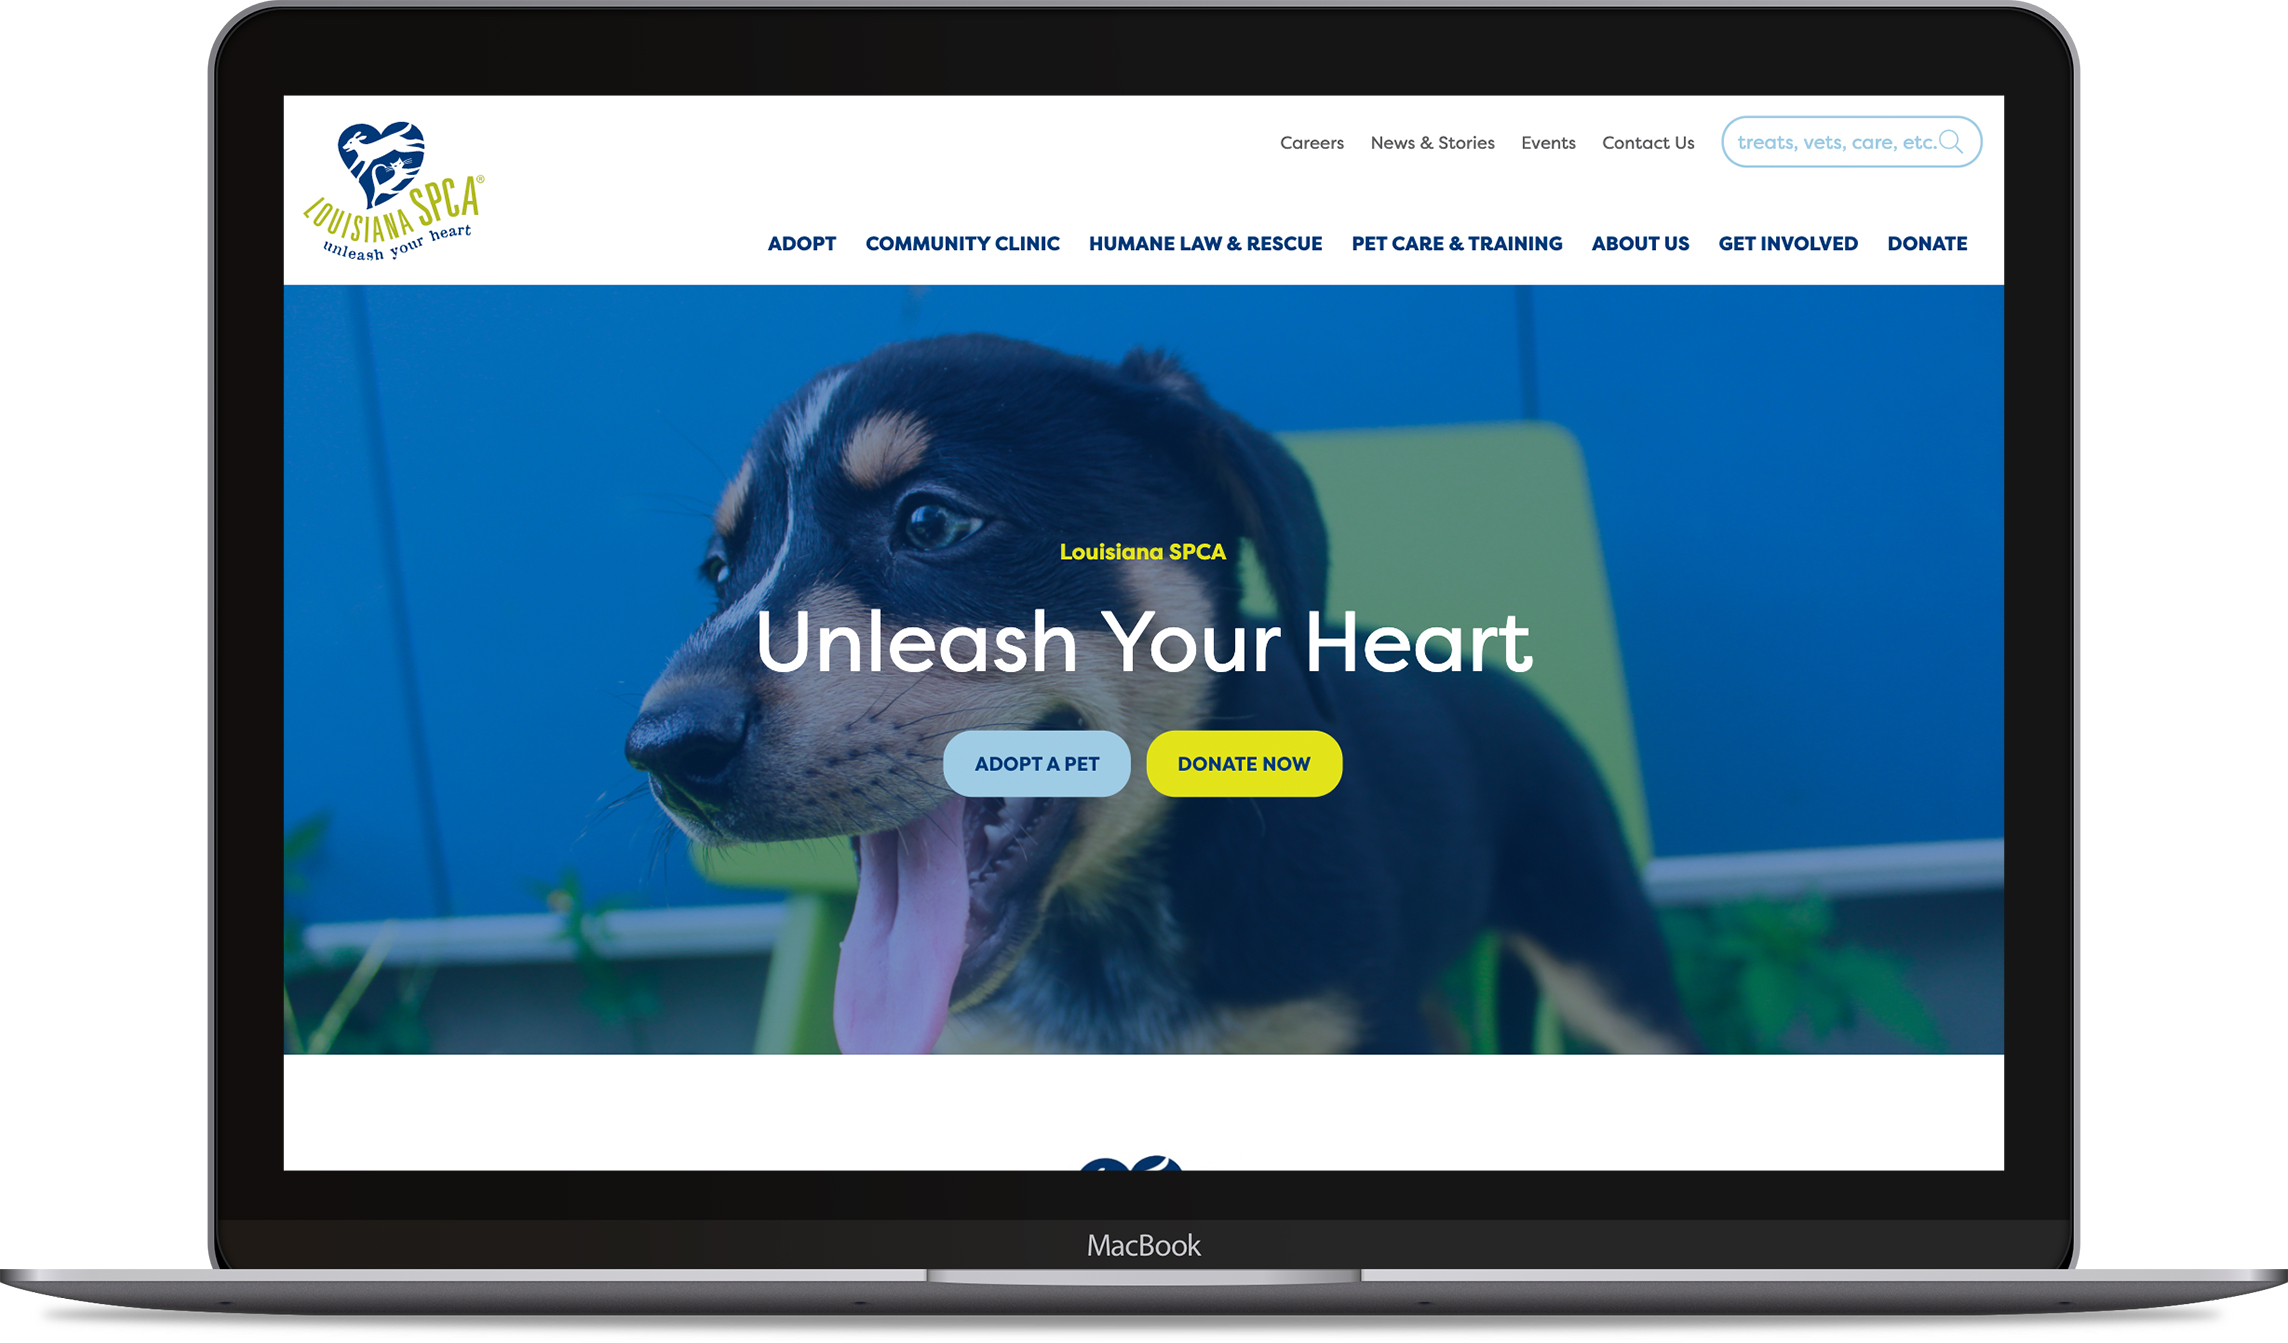 Careers News & Stories Events Contact Us treats, vets, care, etc.
LOUISIANA SPCA®
unleash your heart
ADOPT COMMUNITY CLINIC HUMANE LAW & RESCUE PET CARE & TRAINING ABOUT US GET INVOLVED DONATE
Louisiana SPCA
Unleash Your Heart
ADOPT A PET DONATE NOW
MacBook